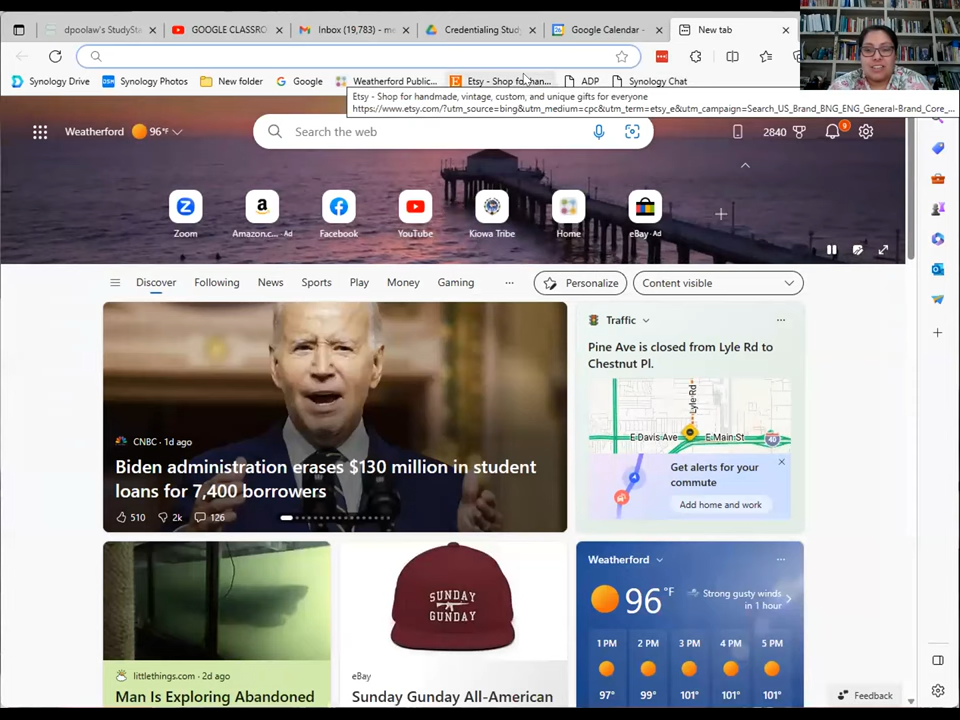 dpoolaw's StudySta
GOOGLE CLASSRO
Inbox (19,783) - m
Credentialing Stud
Google Calendar -
New tab
Synology Drive
DSM
Synology Photos
New folder
Google
Weatherford Public...
Etsy - Shop for han...
ADP
Synology Chat
Etsy - Shop for handmade, vintage, custom, and unique gifts for everyone
https://www.etsy.com/?utm_source=bing&utm_medium=cpc&utm_term=etsy_e&utm_campaign=Search_US_Brand_BNG_ENG_General-Brand_Core_...
Weatherford
96°F
Search the web
2840
9
Zoom
Amazon.c... · Ad
Facebook
YouTube
Kiowa Tribe
Home
eBay · Ad
Discover
Following
News
Sports
Play
Money
Gaming
...
Personalize
Content visible
CNBC · 1d ago
Biden administration erases $130 million in student
loans for 7,400 borrowers
510
2k
126
Traffic
Pine Ave is closed from Lyle Rd to
Chestnut Pl.
Lyle Rd
E Davis Ave
E Main St
40
Get alerts for your
commute
Add home and work
littlethings.com · 2d ago
Man Is Exploring Abandoned
SUNDAY
GUNDAY
eBay
Sunday Gunday All-American
Weatherford
96 °F
Strong gusty winds
in 1 hour
1 PM
2 PM
3 PM
4 PM
5 PM
97°
99°
101°
101°
101°
Feedback